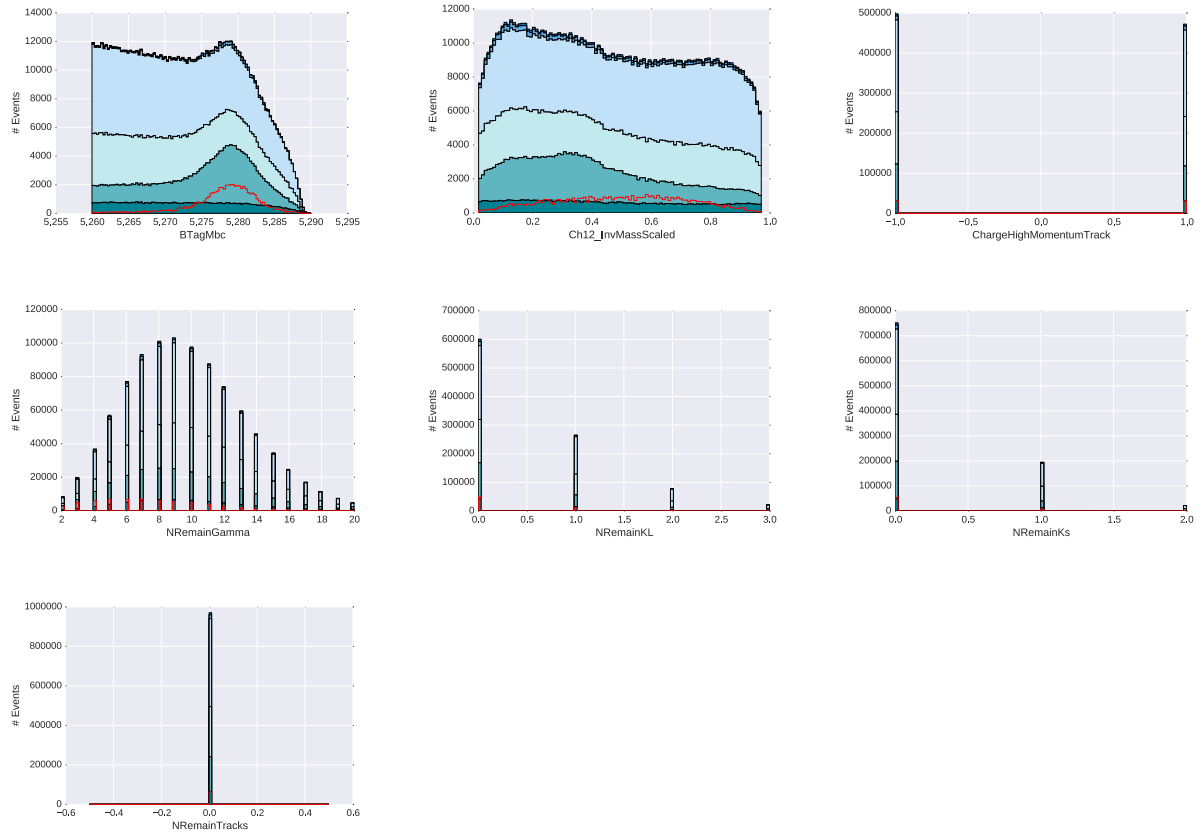 14000
12000
10000
8000
6000
4000
2000
0
# Events
5,255 5,260 5,265 5,270 5,275 5,280 5,285 5,290 5,295
BTagMbc
12000
10000
8000
6000
4000
2000
0
# Events
0.0 0.2 0.4 0.6 0.8 1.0
Ch12_InvMassScaled
500000
400000
300000
200000
100000
0
# Events
−1.0 −0.5 0.0 0.5 1.0
ChargeHighMomentumTrack
120000
100000
80000
60000
40000
20000
0
# Events
2 4 6 8 10 12 14 16 18 20
NRemainGamma
700000
600000
500000
400000
300000
200000
100000
0
# Events
0.0 0.5 1.0 1.5 2.0 2.5 3.0
NRemainKL
800000
700000
600000
500000
400000
300000
200000
100000
0
# Events
0.0 0.5 1.0 1.5 2.0
NRemainKs
1000000
800000
600000
400000
200000
0
# Events
−0.6 −0.4 −0.2 0.0 0.2 0.4 0.6
NRemainTracks